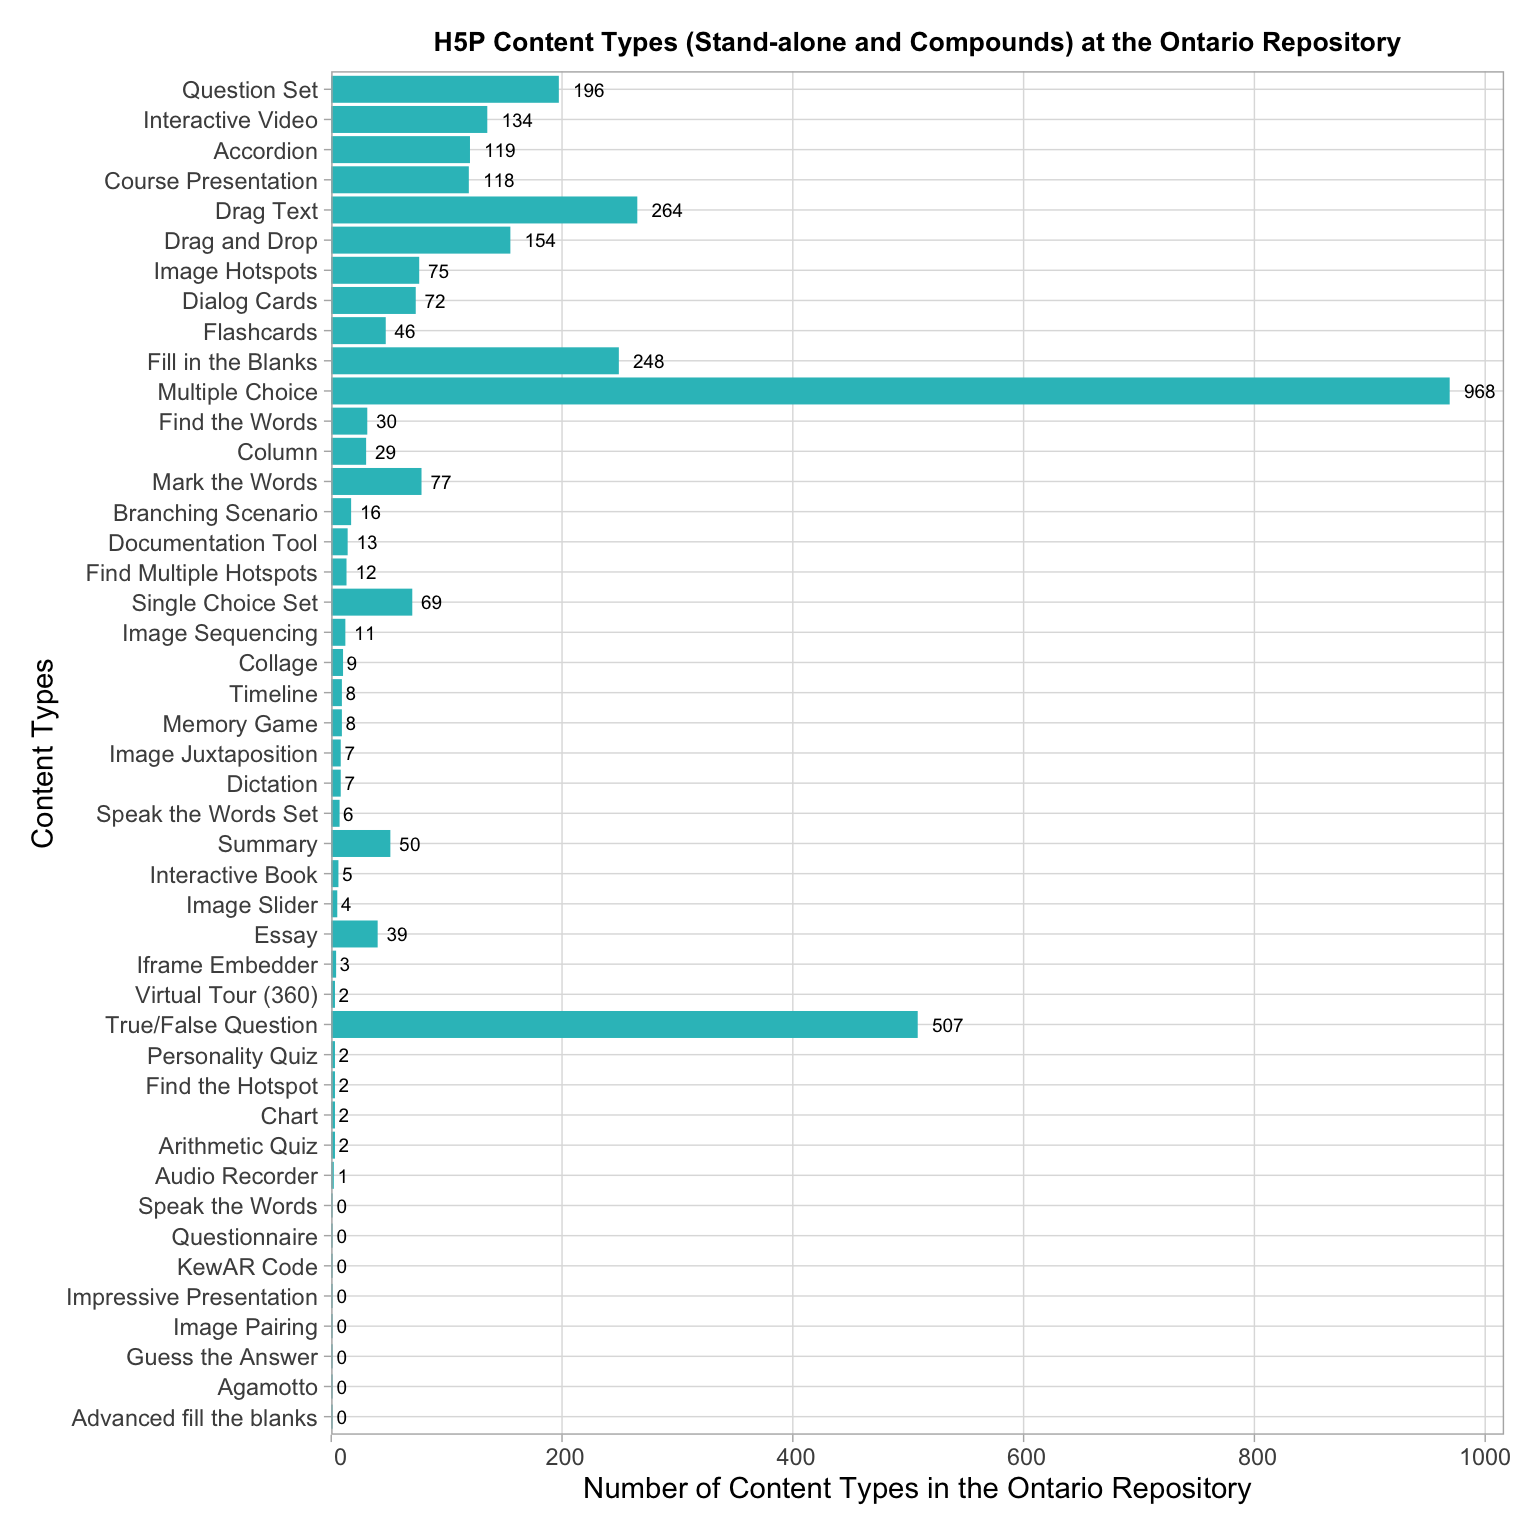 H5P Content Types (Stand-alone and Compounds) at the Ontario Repository
Question Set 196
Interactive Video 134
Accordion 119
Course Presentation 118
Drag Text 264
Drag and Drop 154
Image Hotspots 75
Dialog Cards 72
Flashcards 46
Fill in the Blanks 248
Multiple Choice 968
Find the Words 30
Column 29
Mark the Words 77
Branching Scenario 16
Documentation Tool 13
Find Multiple Hotspots 12
Single Choice Set 69
Image Sequencing 11
Collage 9
Timeline 8
Memory Game 8
Image Juxtaposition 7
Dictation 7
Speak the Words Set 6
Summary 50
Interactive Book 5
Image Slider 4
Essay 39
Iframe Embedder 3
Virtual Tour (360) 2
True/False Question 507
Personality Quiz 2
Find the Hotspot 2
Chart 2
Arithmetic Quiz 2
Audio Recorder 1
Speak the Words 0
Questionnaire 0
KewAR Code 0
Impressive Presentation 0
Image Pairing 0
Guess the Answer 0
Agamotto 0
Advanced fill the blanks 0
Content Types
0 200 400 600 800 1000
Number of Content Types in the Ontario Repository